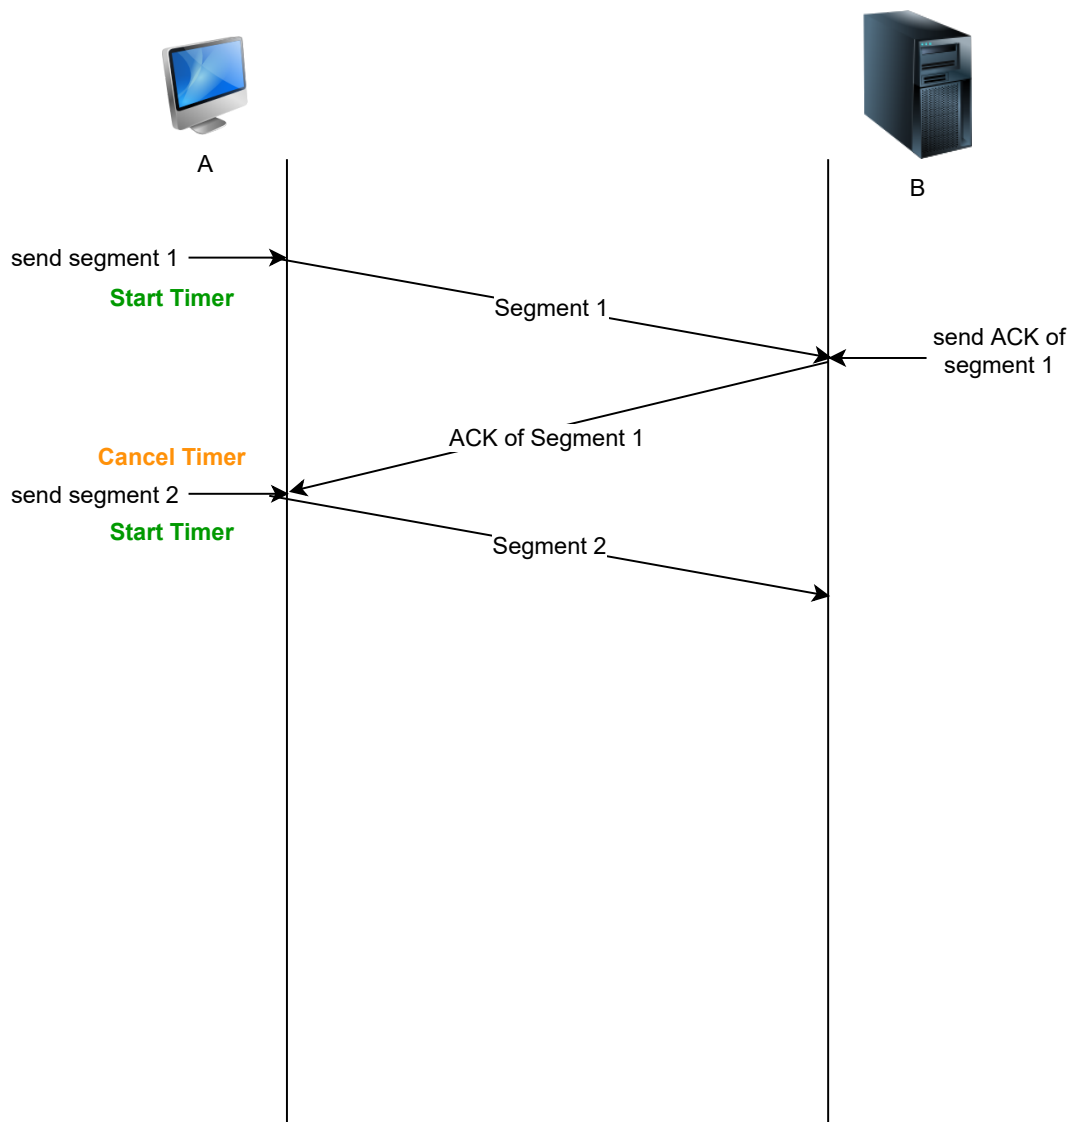 A
B
send segment 1
Start Timer
Segment 1
send ACK of
segment 1
ACK of Segment 1
Cancel Timer
send segment 2
Start Timer
Segment 2